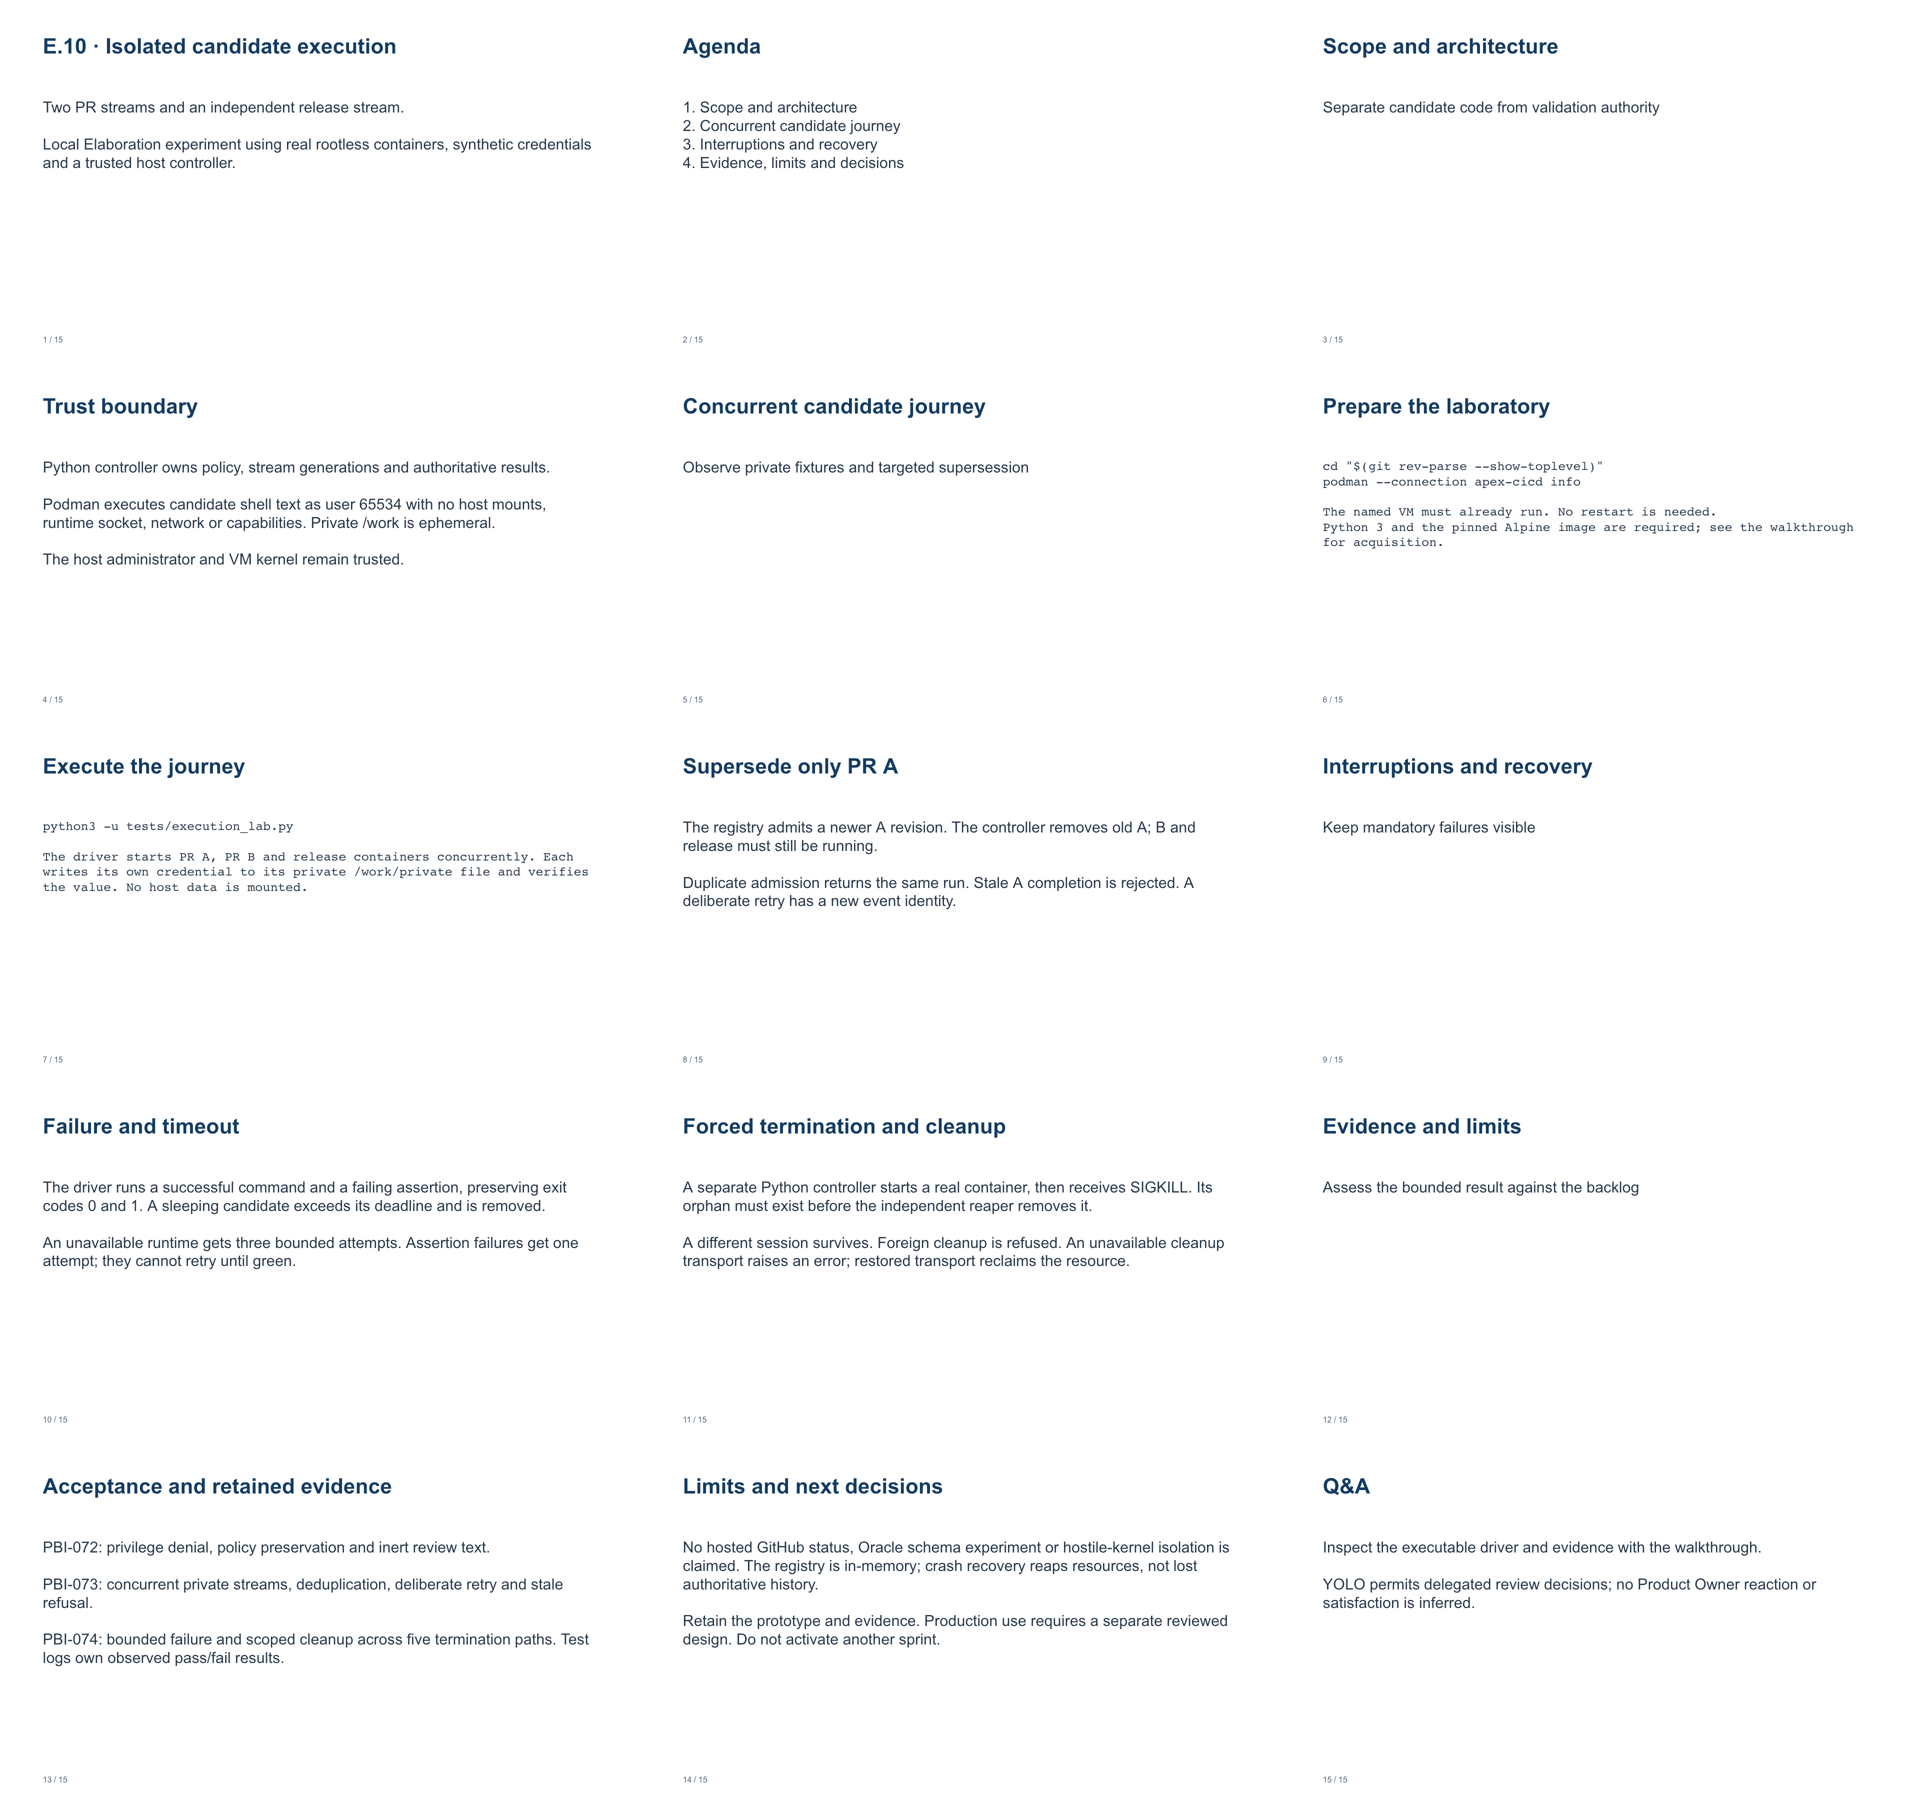 E.10 · Isolated candidate execution
Two PR streams and an independent release stream.
Local Elaboration experiment using real rootless containers, synthetic credentials
and a trusted host controller.
1 / 15
Agenda
1. Scope and architecture
2. Concurrent candidate journey
3. Interruptions and recovery
4. Evidence, limits and decisions
2 / 15
Scope and architecture
Separate candidate code from validation authority
3 / 15
Trust boundary
Python controller owns policy, stream generations and authoritative results.
Podman executes candidate shell text as user 65534 with no host mounts,
runtime socket, network or capabilities. Private /work is ephemeral.
The host administrator and VM kernel remain trusted.
4 / 15
Concurrent candidate journey
Observe private fixtures and targeted supersession
5 / 15
Prepare the laboratory
cd "$(git rev-parse --show-toplevel)"
podman --connection apex-cicd info
The named VM must already run. No restart is needed.
Python 3 and the pinned Alpine image are required; see the walkthrough
for acquisition.
6 / 15
Execute the journey
python3 -u tests/execution_lab.py
The driver starts PR A, PR B and release containers concurrently. Each
writes its own credential to its private /work/private file and verifies
the value. No host data is mounted.
7 / 15
Supersede only PR A
The registry admits a newer A revision. The controller removes old A; B and
release must still be running.
Duplicate admission returns the same run. Stale A completion is rejected. A
deliberate retry has a new event identity.
8 / 15
Interruptions and recovery
Keep mandatory failures visible
9 / 15
Failure and timeout
The driver runs a successful command and a failing assertion, preserving exit
codes 0 and 1. A sleeping candidate exceeds its deadline and is removed.
An unavailable runtime gets three bounded attempts. Assertion failures get one
attempt; they cannot retry until green.
10 / 15
Forced termination and cleanup
A separate Python controller starts a real container, then receives SIGKILL. Its
orphan must exist before the independent reaper removes it.
A different session survives. Foreign cleanup is refused. An unavailable cleanup
transport raises an error; restored transport reclaims the resource.
11 / 15
Evidence and limits
Assess the bounded result against the backlog
12 / 15
Acceptance and retained evidence
PBI-072: privilege denial, policy preservation and inert review text.
PBI-073: concurrent private streams, deduplication, deliberate retry and stale
refusal.
PBI-074: bounded failure and scoped cleanup across five termination paths. Test
logs own observed pass/fail results.
13 / 15
Limits and next decisions
No hosted GitHub status, Oracle schema experiment or hostile-kernel isolation is
claimed. The registry is in-memory; crash recovery reaps resources, not lost
authoritative history.
Retain the prototype and evidence. Production use requires a separate reviewed
design. Do not activate another sprint.
14 / 15
Q&A
Inspect the executable driver and evidence with the walkthrough.
YOLO permits delegated review decisions; no Product Owner reaction or
satisfaction is inferred.
15 / 15